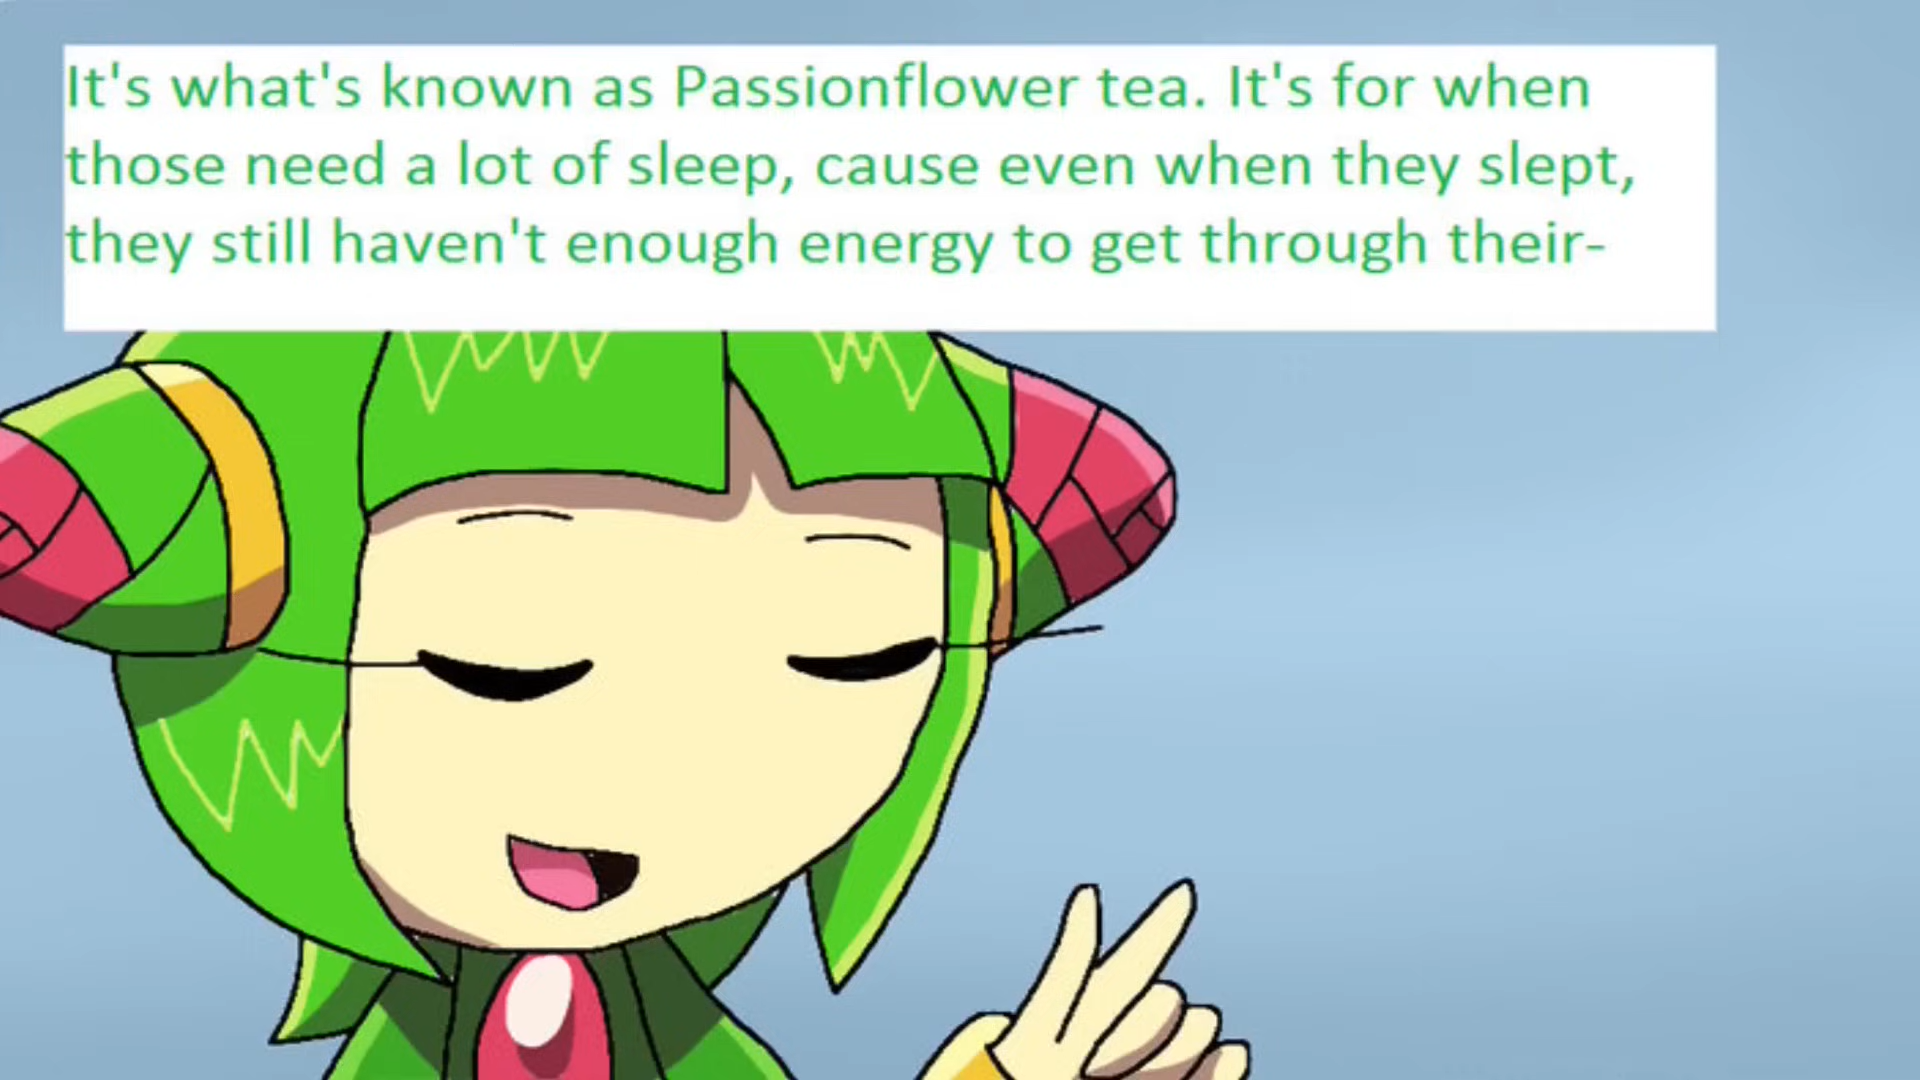 It's what's known as Passionflower tea. It's for when
those need a lot of sleep, cause even when they slept,
they still haven't enough energy to get through their-